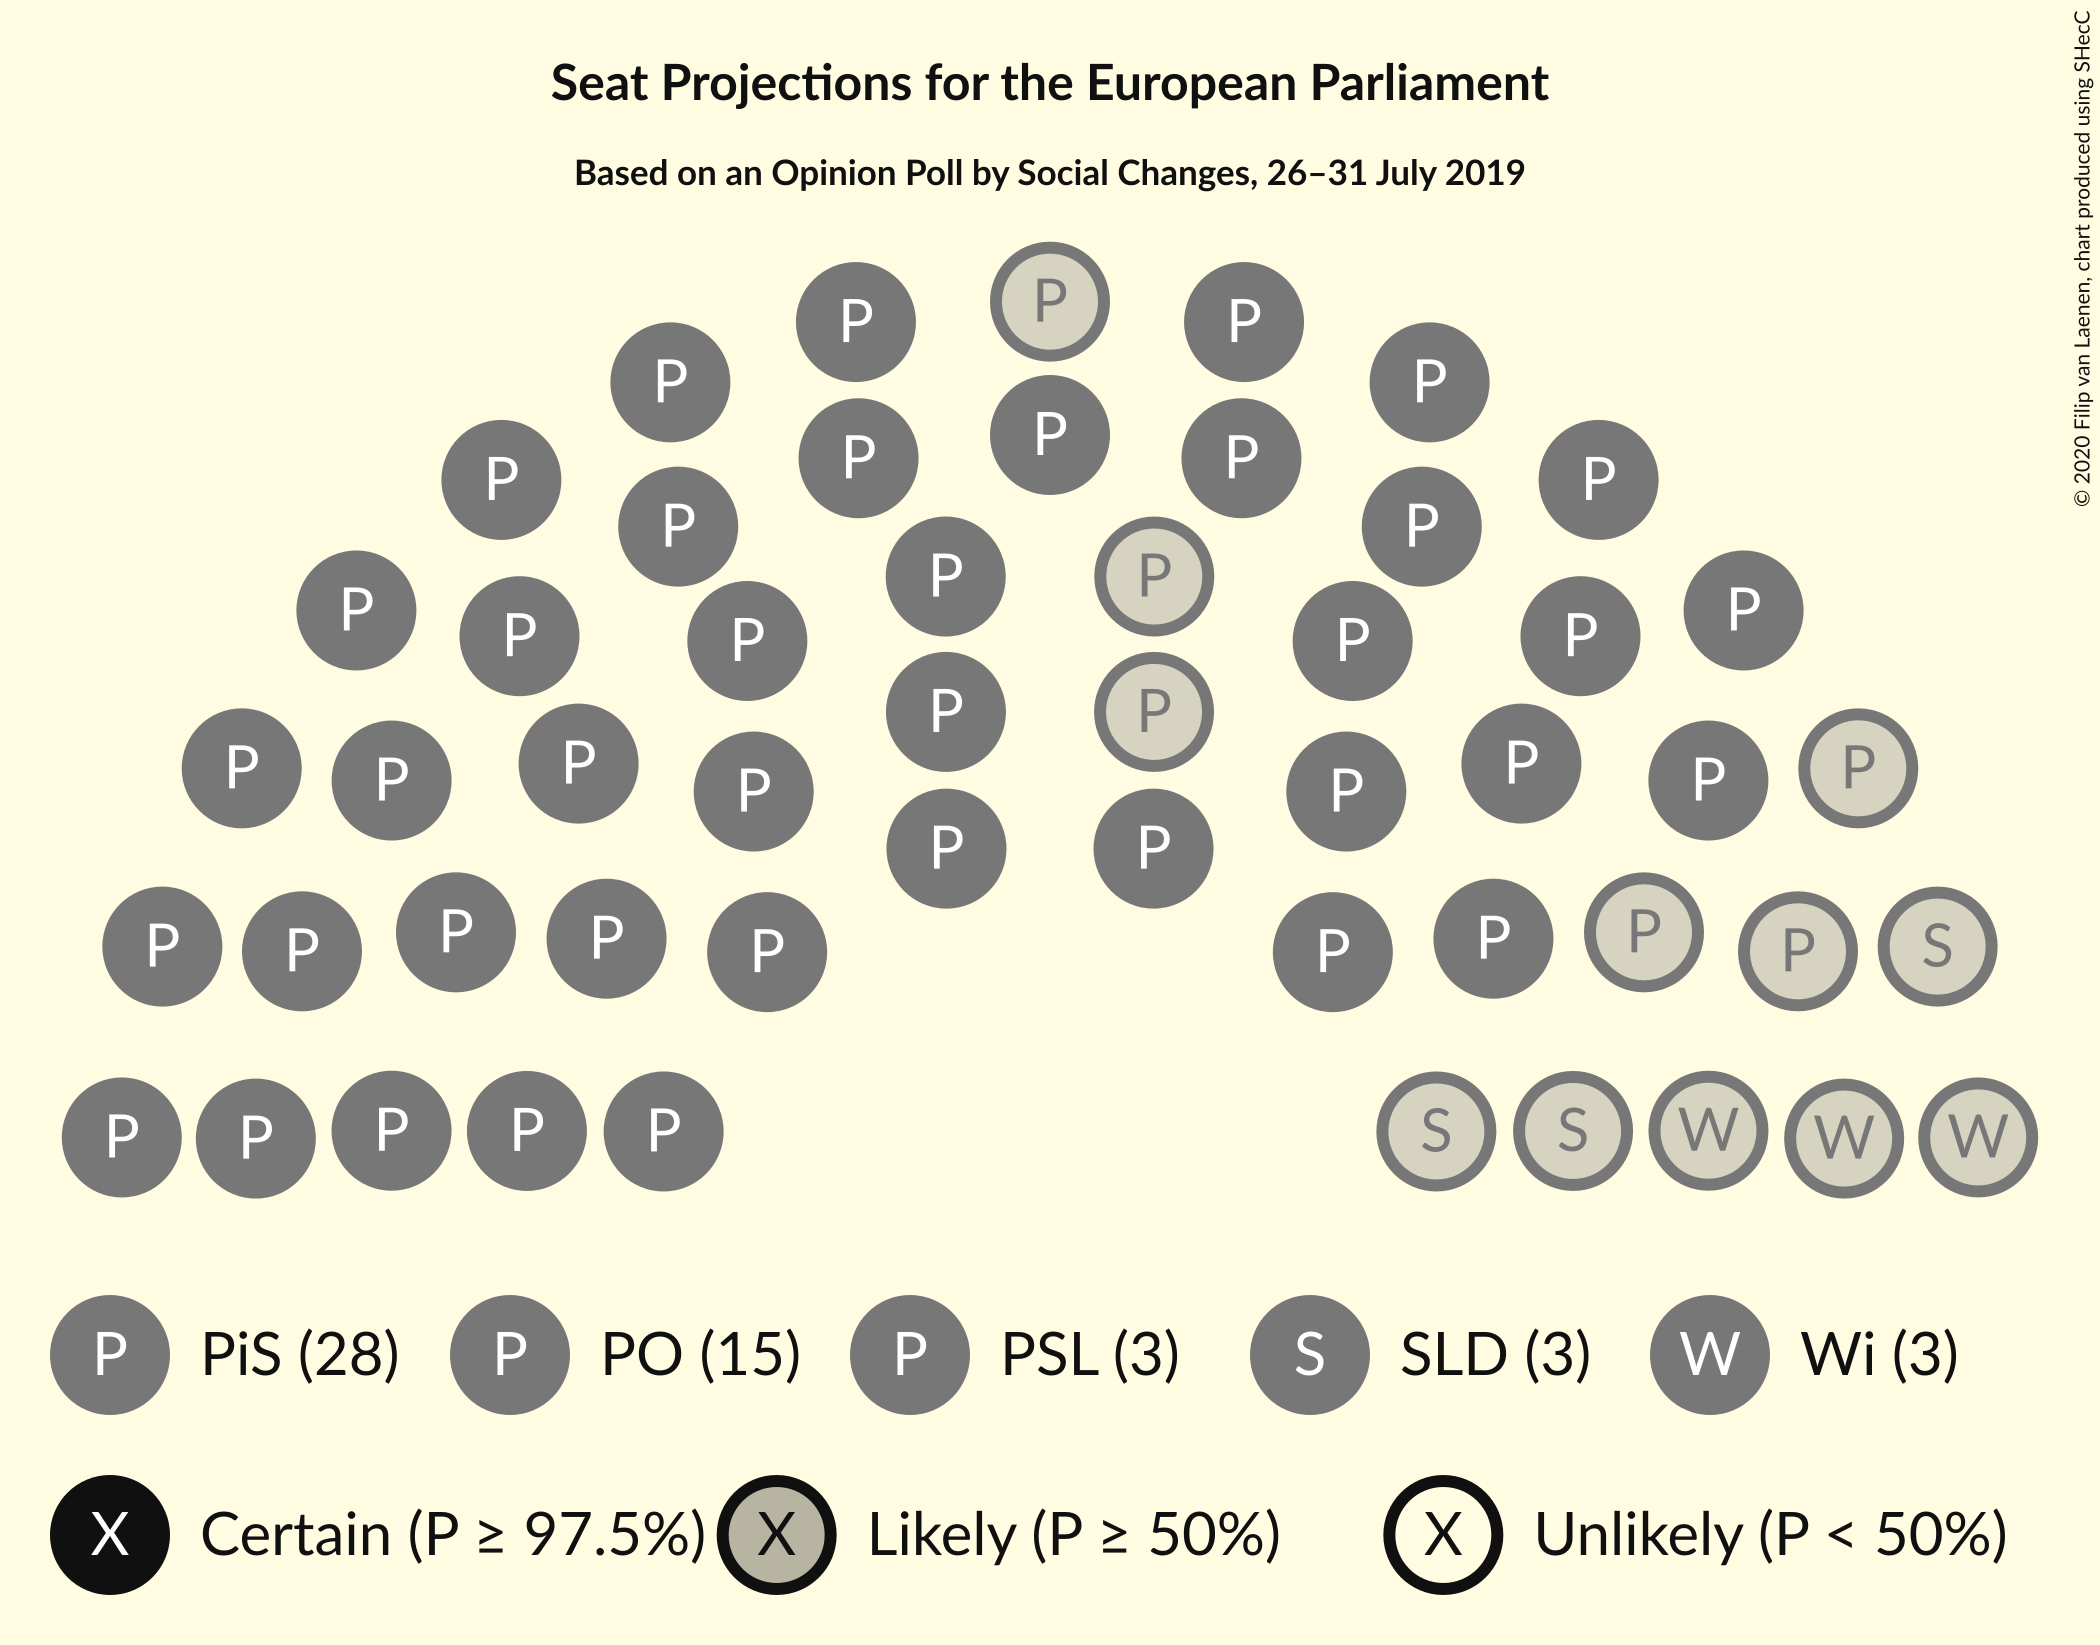 Seat Projections for the European Parliament
Based on an Opinion Poll by Social Changes, 26–31 July 2019
© 2020 Filip van Laenen, chart produced using SHecC
P
P P
P P
P
P P
P P
P P
P P
P P
P P
P P
P P
P P
P P
P P
P P P P
P P
P P
P P
P P P S
P P P P
P P P P
P P P P P S S W W W
P PiS (28) P PO (15) P PSL (3) S SLD (3) W Wi (3)
X Certain (P ≥ 97.5%) X Likely (P ≥ 50%) X Unlikely (P < 50%)